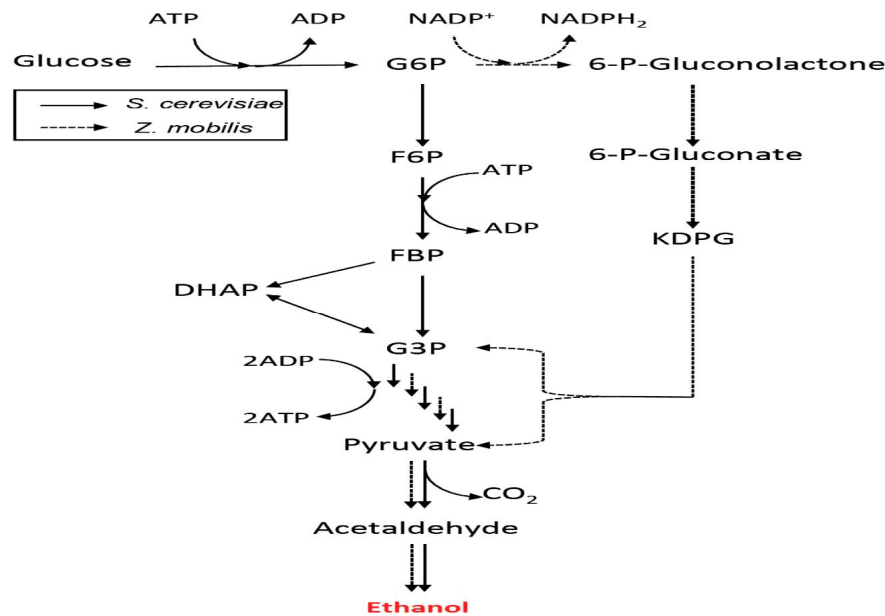 ATP ADP NADP⁺ NADPH₂
Glucose G6P 6-P-Gluconolactone
S. cerevisiae
Z. mobilis
F6P 6-P-Gluconate
ATP
ADP
KDPG
FBP
DHAP
G3P
2ADP
2ATP
Pyruvate
CO₂
Acetaldehyde
Ethanol